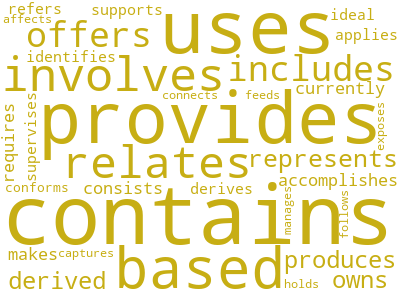 refers
supports
uses
ideal
affects
offers
applies
identifies
involves
includes
connects
feeds
currently
provides
exposes
requires
supervises
relates
represents
accomplishes
conforms
consists
derives
manages
contains
follows
makes
captures
based
produces
derived
holds
owns